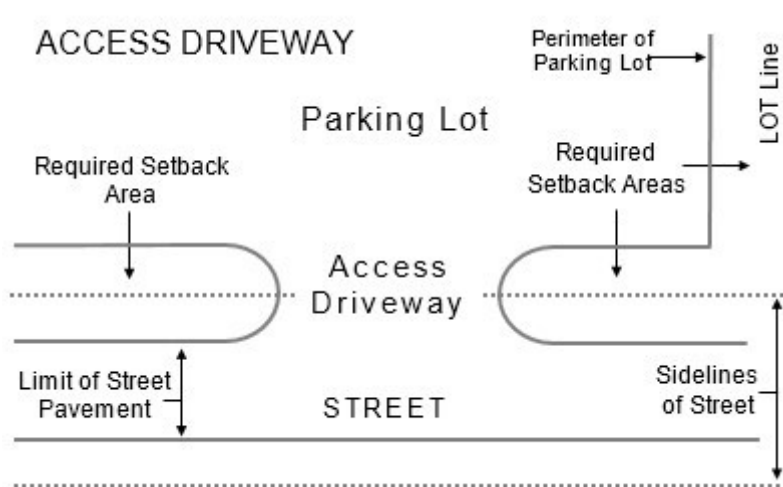 ACCESS DRIVEWAY
Perimeter of
Parking Lot
LOT Line
Parking Lot
Required Setback
Area
Required
Setback Areas
Access
Driveway
Limit of Street
Pavement
STREET
Sidelines
of Street